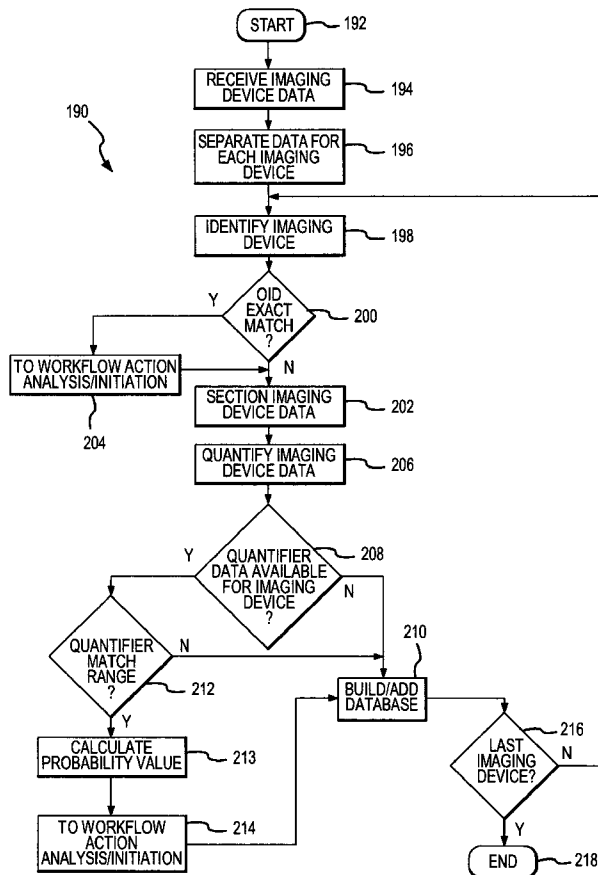 START
192
RECEIVE IMAGING
DEVICE DATA
194
190
SEPARATE DATA FOR
EACH IMAGING
DEVICE
196
IDENTIFY IMAGING
DEVICE
198
OID
EXACT
MATCH
?
200
Y
N
TO WORKFLOW ACTION
ANALYSIS/INITIATION
204
SECTION IMAGING
DEVICE DATA
202
QUANTIFY IMAGING
DEVICE DATA
206
QUANTIFIER
DATA AVAILABLE
FOR IMAGING
DEVICE
?
208
Y
N
QUANTIFIER
MATCH
RANGE
?
212
N
Y
210
BUILD/ADD
DATABASE
CALCULATE
PROBABILITY VALUE
213
216
LAST
IMAGING
DEVICE?
N
Y
TO WORKFLOW
ACTION
ANALYSIS/INITIATION
214
END
218